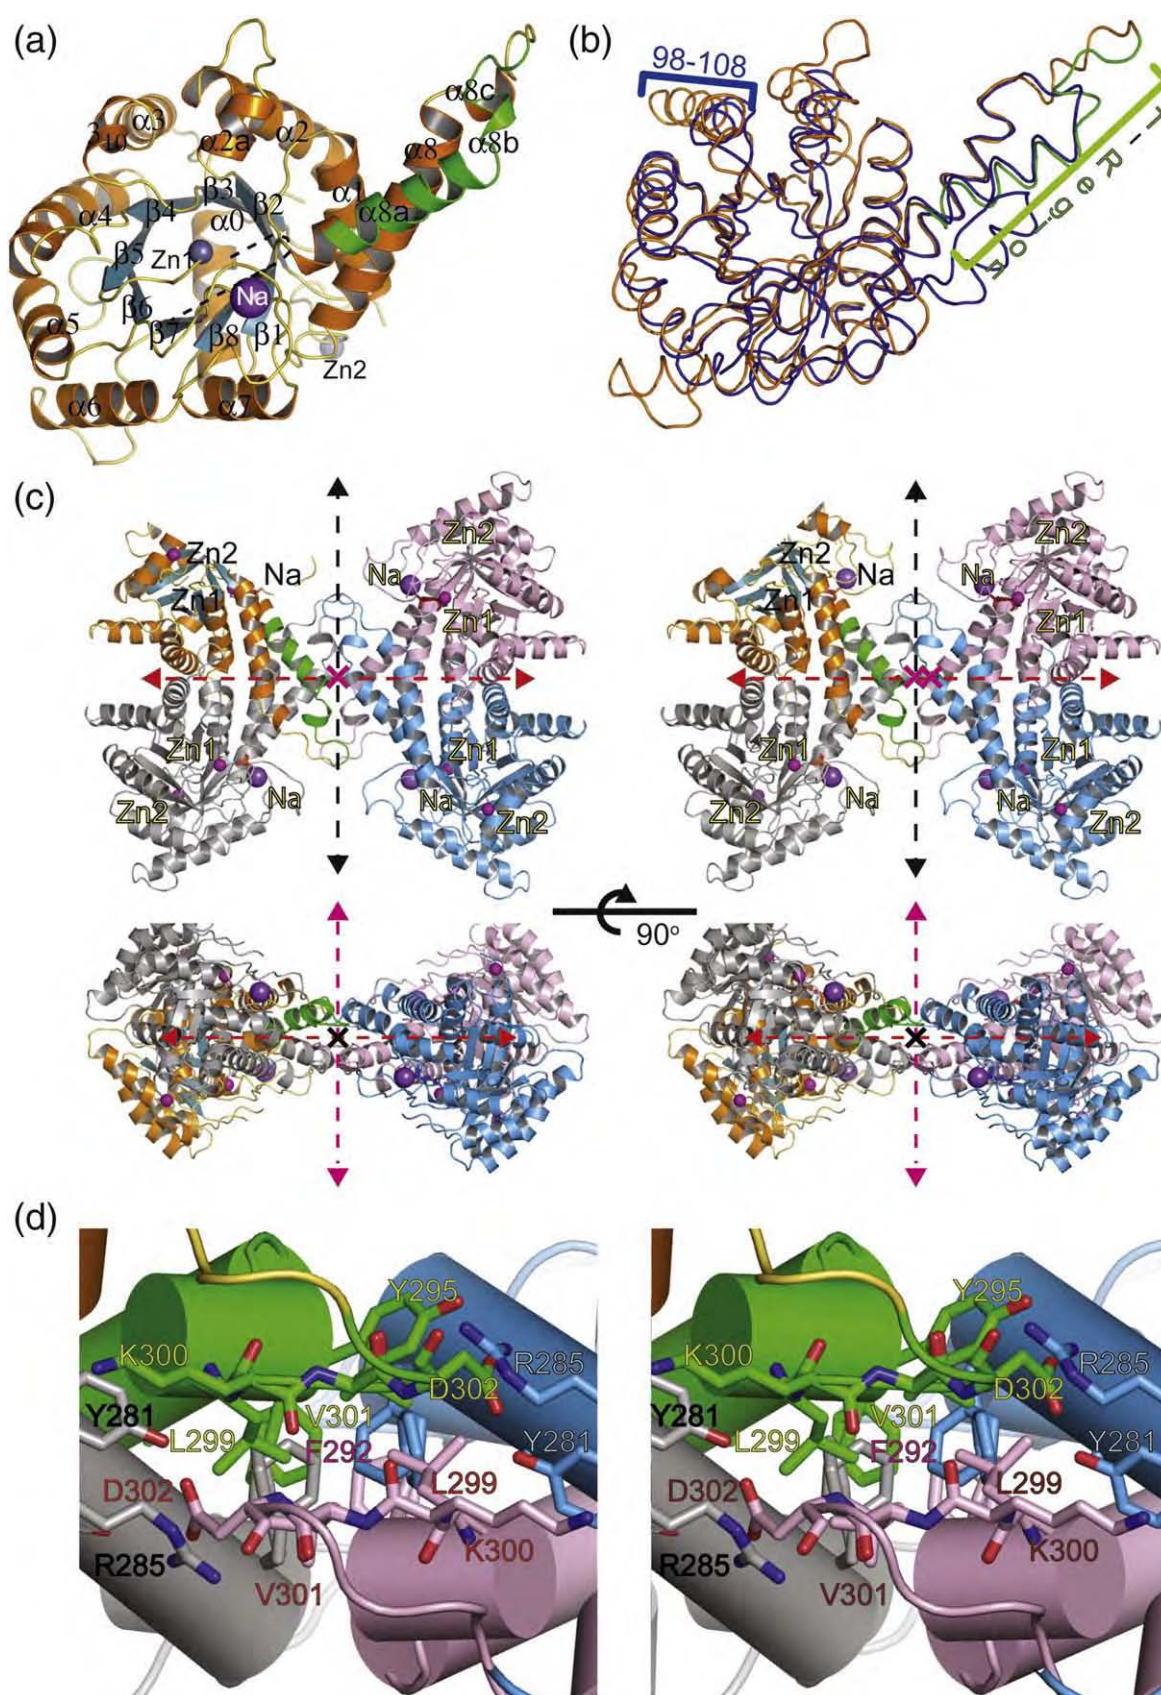 (a)
α8c
α3
α2
3₁₀
α2a
α8
α8b
β3
α1
α4
β4
β2
α0
α8a
β5
Zn1
Na
β6
β7
β8
β1
α5
Zn2
α6
α7
(b)
98-108
T-Region
(c)
Zn2
Na
Zn1
Zn2
Na
Zn1
Zn1
Zn2
Na
Zn1
Na
Zn2
Zn2
Na
Zn1
Zn2
Na
Zn1
Zn1
Zn2
Na
Zn1
Na
Zn2
90°
(d)
Y295
K300
R285
D302
Y281
V301
L299
F292
Y281
D302
L299
R285
K300
V301
Y295
K300
R285
D302
Y281
V301
L299
F292
Y281
D302
L299
R285
K300
V301